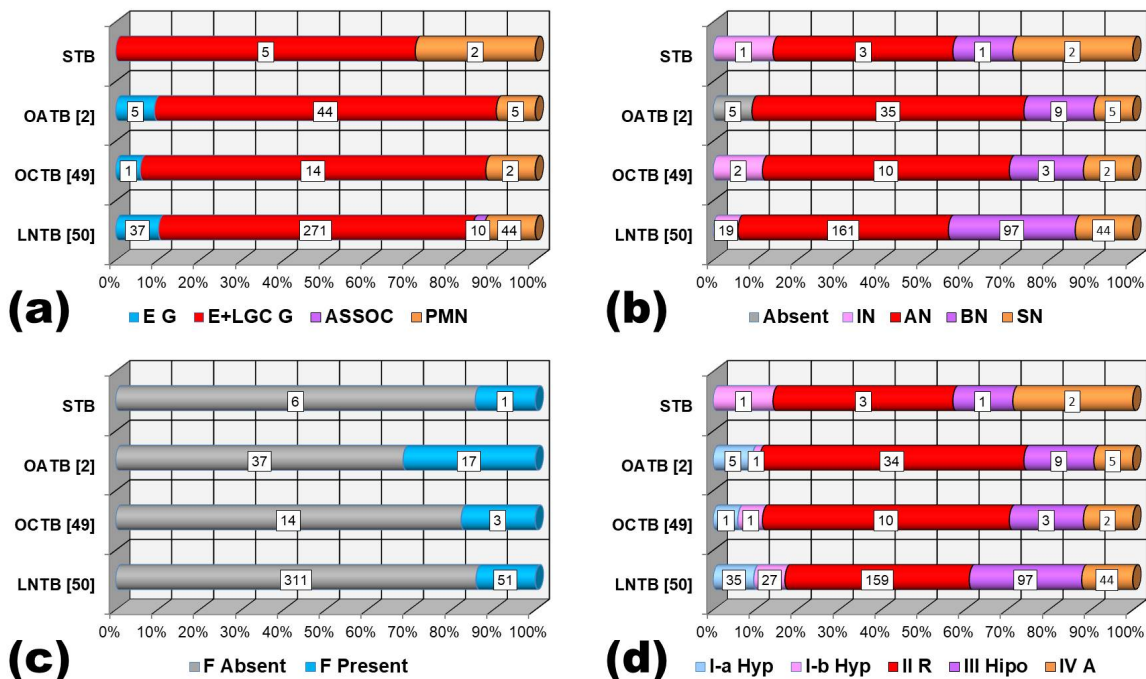 STB 5 2
OATB [2] 5 44 5
OCTB [49] 1 14 2
LNTB [50] 37 271 10 44
0% 10% 20% 30% 40% 50% 60% 70% 80% 90% 100%
(a) E G E+LGC G ASSOC PMN
STB 1 3 1 2
OATB [2] 5 35 9 5
OCTB [49] 2 10 3 2
LNTB [50] 19 161 97 44
0% 10% 20% 30% 40% 50% 60% 70% 80% 90% 100%
(b) Absent IN AN BN SN
STB 6 1
OATB [2] 37 17
OCTB [49] 14 3
LNTB [50] 311 51
0% 10% 20% 30% 40% 50% 60% 70% 80% 90% 100%
(c) F Absent F Present
STB 1 3 1 2
OATB [2] 5 1 34 9 5
OCTB [49] 1 1 10 3 2
LNTB [50] 35 27 159 97 44
0% 10% 20% 30% 40% 50% 60% 70% 80% 90% 100%
(d) I-a Hyp I-b Hyp II R III Hipo IV A